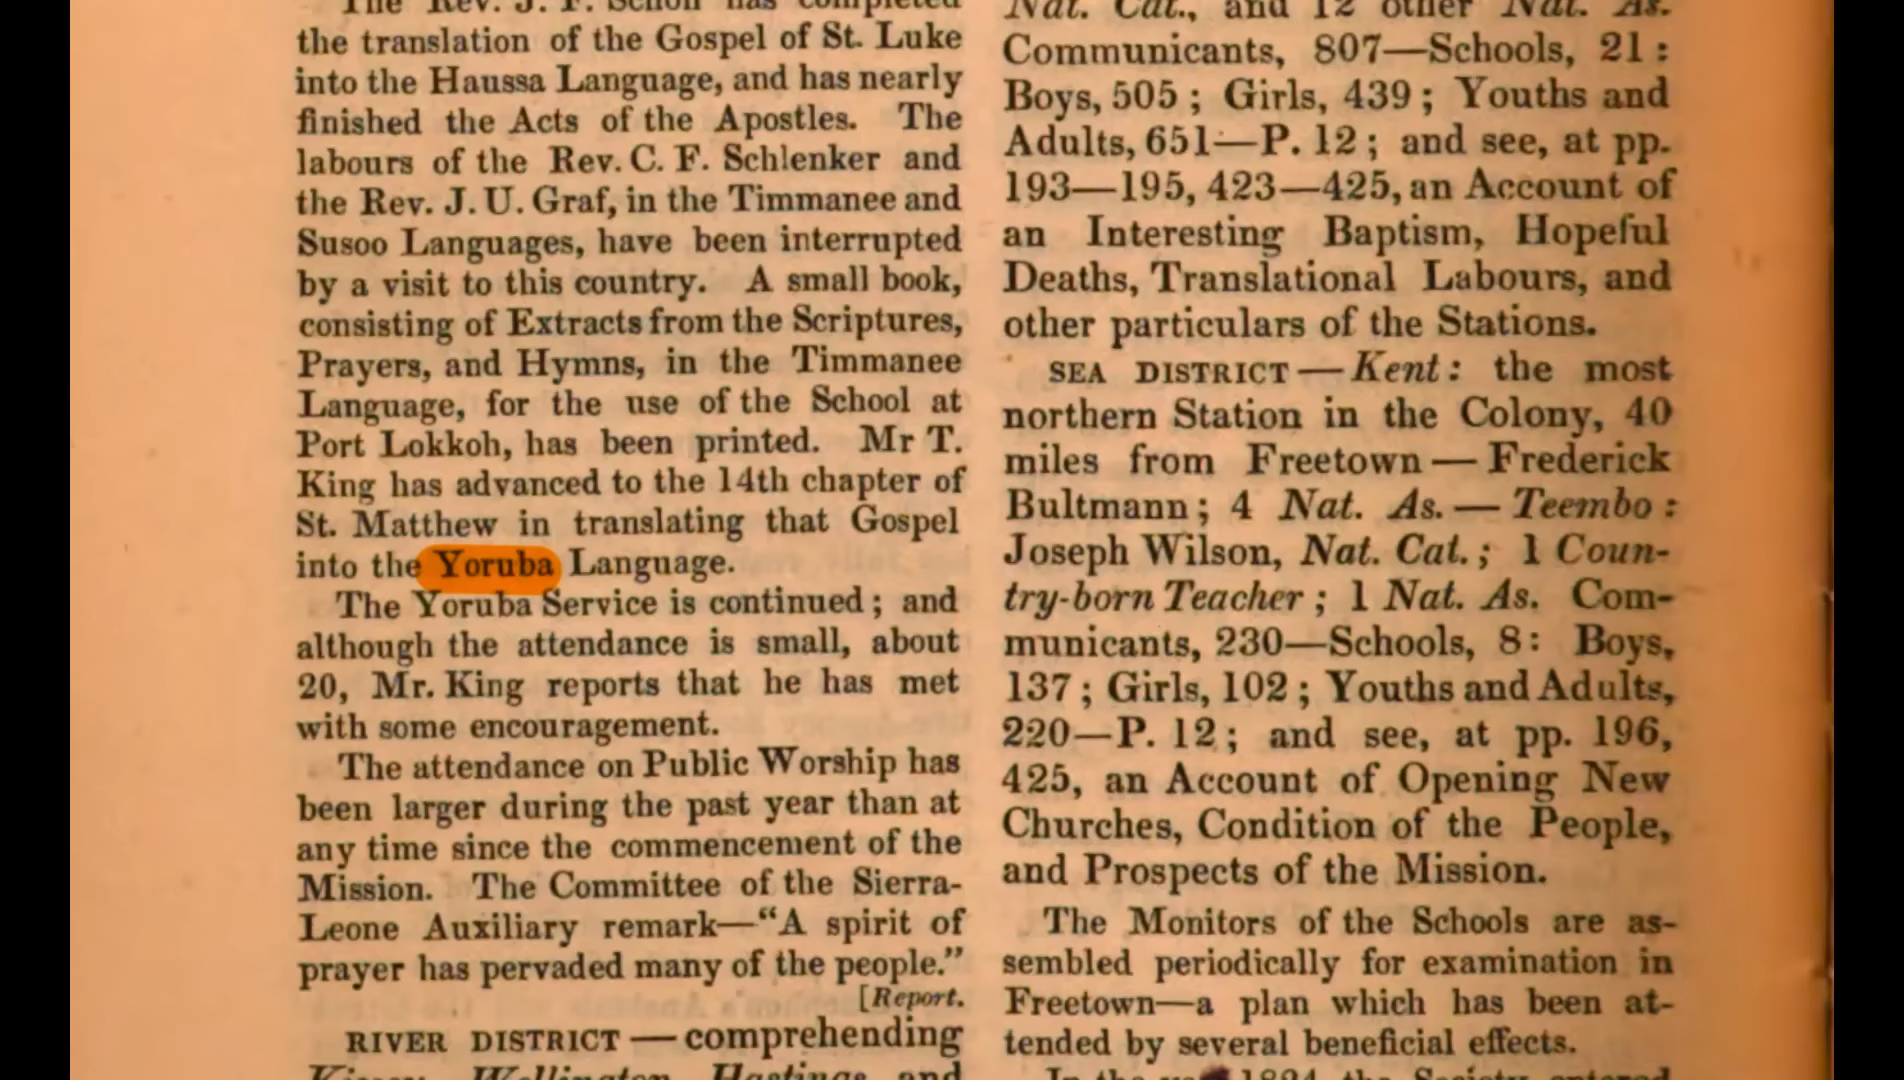 The Rev. J. F. Schön has completed
the translation of the Gospel of St. Luke
into the Haussa Language, and has nearly
finished the Acts of the Apostles. The
labours of the Rev. C. F. Schlenker and
the Rev. J. U. Graf, in the Timmanee and
Susoo Languages, have been interrupted
by a visit to this country. A small book,
consisting of Extracts from the Scriptures,
Prayers, and Hymns, in the Timmanee
Language, for the use of the School at
Port Lokkoh, has been printed. Mr T.
King has advanced to the 14th chapter of
St. Matthew in translating that Gospel
into the Yoruba Language.
The Yoruba Service is continued; and
although the attendance is small, about
20, Mr. King reports that he has met
with some encouragement.
The attendance on Public Worship has
been larger during the past year than at
any time since the commencement of the
Mission. The Committee of the Sierra-
Leone Auxiliary remark—“A spirit of
prayer has pervaded many of the people.”
[Report.
RIVER DISTRICT — comprehending
Wellington, Hastings and
Nat. Cat., and 12 other Nat. As.
Communicants, 807—Schools, 21:
Boys, 505; Girls, 439; Youths and
Adults, 651—P. 12; and see, at pp.
193—195, 423—425, an Account of
an Interesting Baptism, Hopeful
Deaths, Translational Labours, and
other particulars of the Stations.
SEA DISTRICT — Kent: the most
northern Station in the Colony, 40
miles from Freetown — Frederick
Bultmann; 4 Nat. As. — Teembo:
Joseph Wilson, Nat. Cat.; 1 Coun-
try-born Teacher; 1 Nat. As. Com-
municants, 230—Schools, 8: Boys,
137; Girls, 102; Youths and Adults,
220—P. 12; and see, at pp. 196,
425, an Account of Opening New
Churches, Condition of the People,
and Prospects of the Mission.
The Monitors of the Schools are as-
sembled periodically for examination in
Freetown—a plan which has been at-
tended by several beneficial effects.
In the 1824 the Society entered